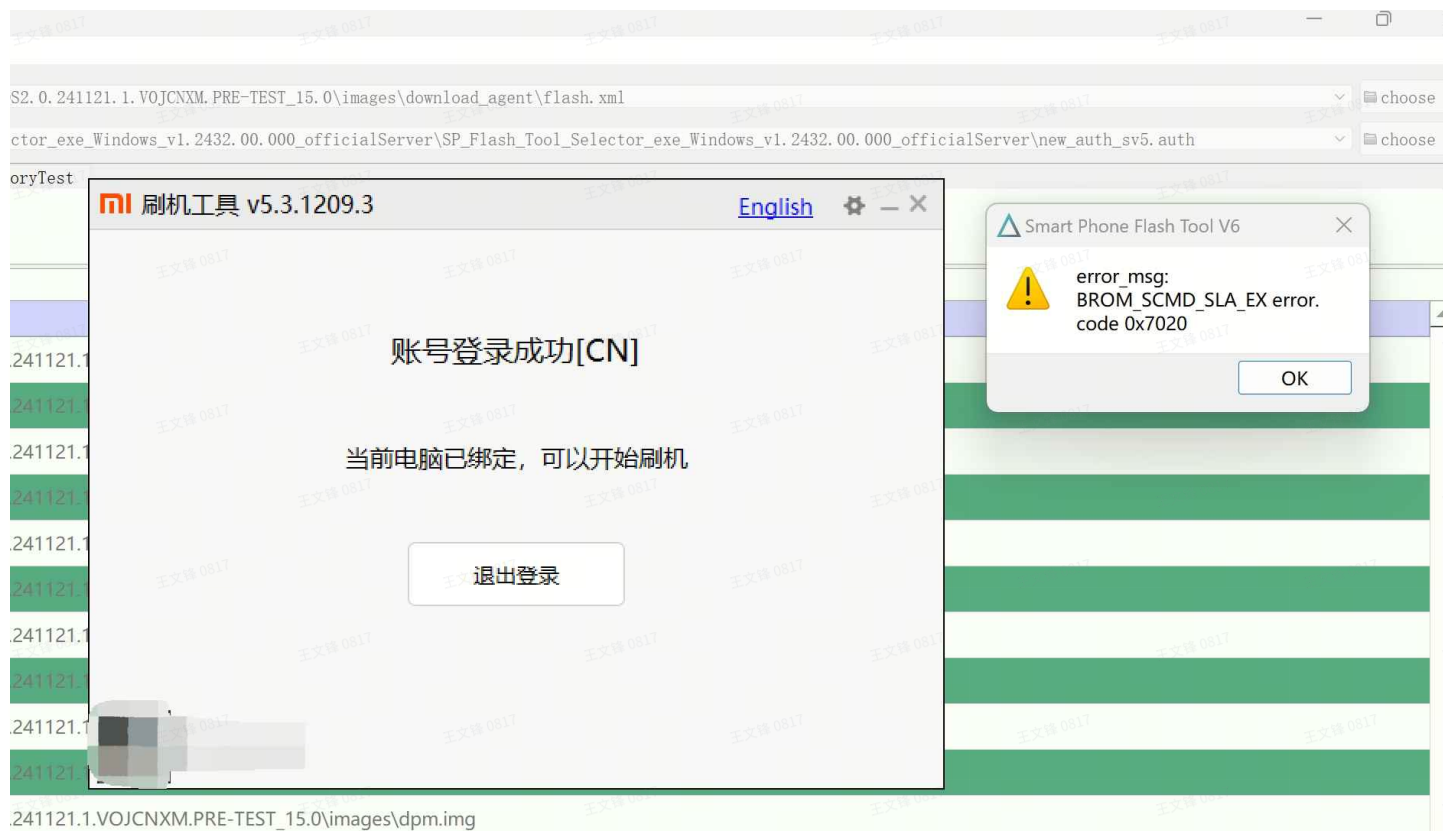 S2.0.241121.1.VOJCNXM.PRE-TEST_15.0\images\download_agent\flash.xml
choose
ctor_exe_Windows_v1.2432.00.000_officialServer\SP_Flash_Tool_Selector_exe_Windows_v1.2432.00.000_officialServer\new_auth_sv5.auth
choose
oryTest
刷机工具 v5.3.1209.3
English
Smart Phone Flash Tool V6
error_msg:
BROM_SCMD_SLA_EX error.
code 0x7020
OK
账号登录成功[CN]
当前电脑已绑定，可以开始刷机
退出登录
.241121.1
.241121.1
.241121.1
.241121.1
.241121.1
.241121.1
.241121.1
.241121.1
.241121.1
.241121.1
.241121.1.VOJCNXM.PRE-TEST_15.0\images\dpm.img
王文锋 0817